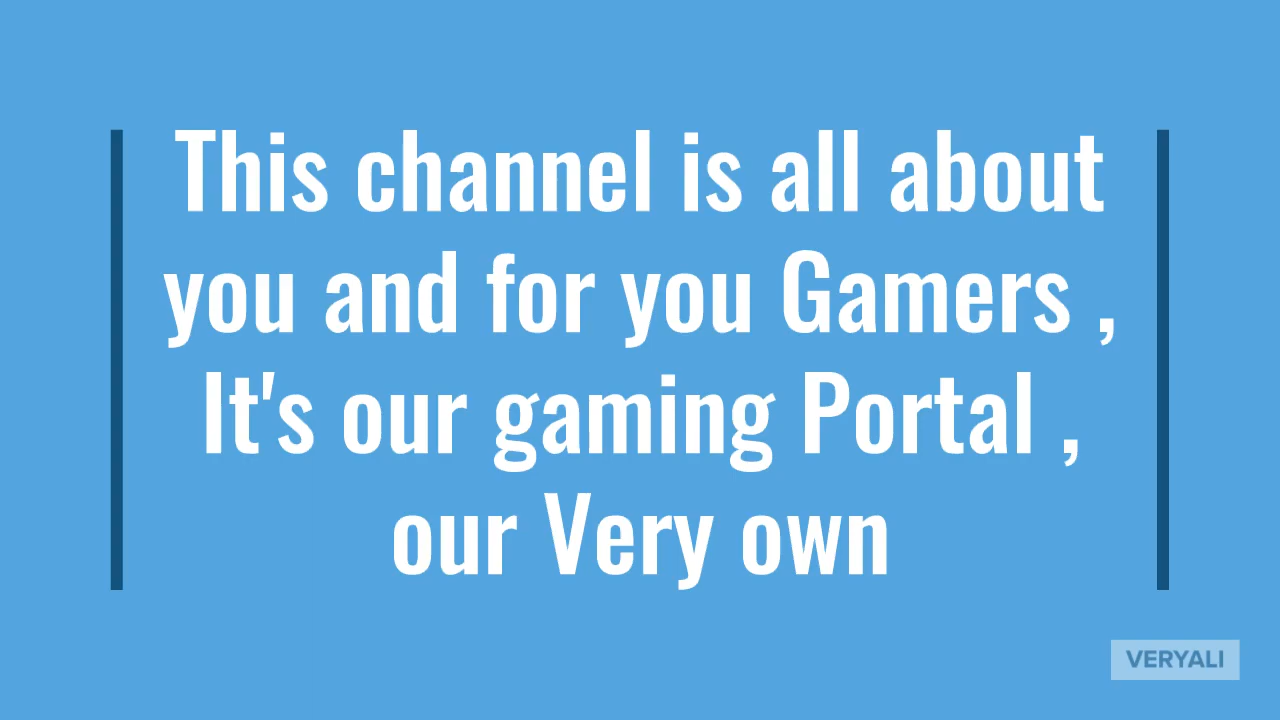 This channel is all about
you and for you Gamers ,
It's our gaming Portal ,
our Very own
VERYALI